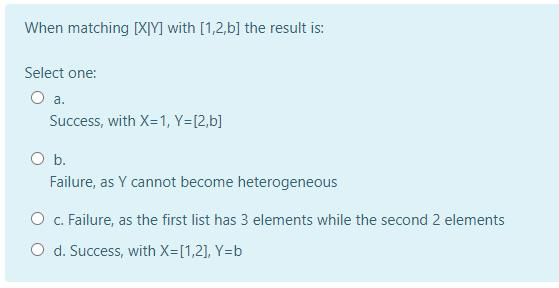 When matching [X|Y] with [1,2,b] the result is:
Select one:
a.
Success, with X=1, Y=[2,b]
b.
Failure, as Y cannot become heterogeneous
c. Failure, as the first list has 3 elements while the second 2 elements
d. Success, with X=[1,2], Y=b